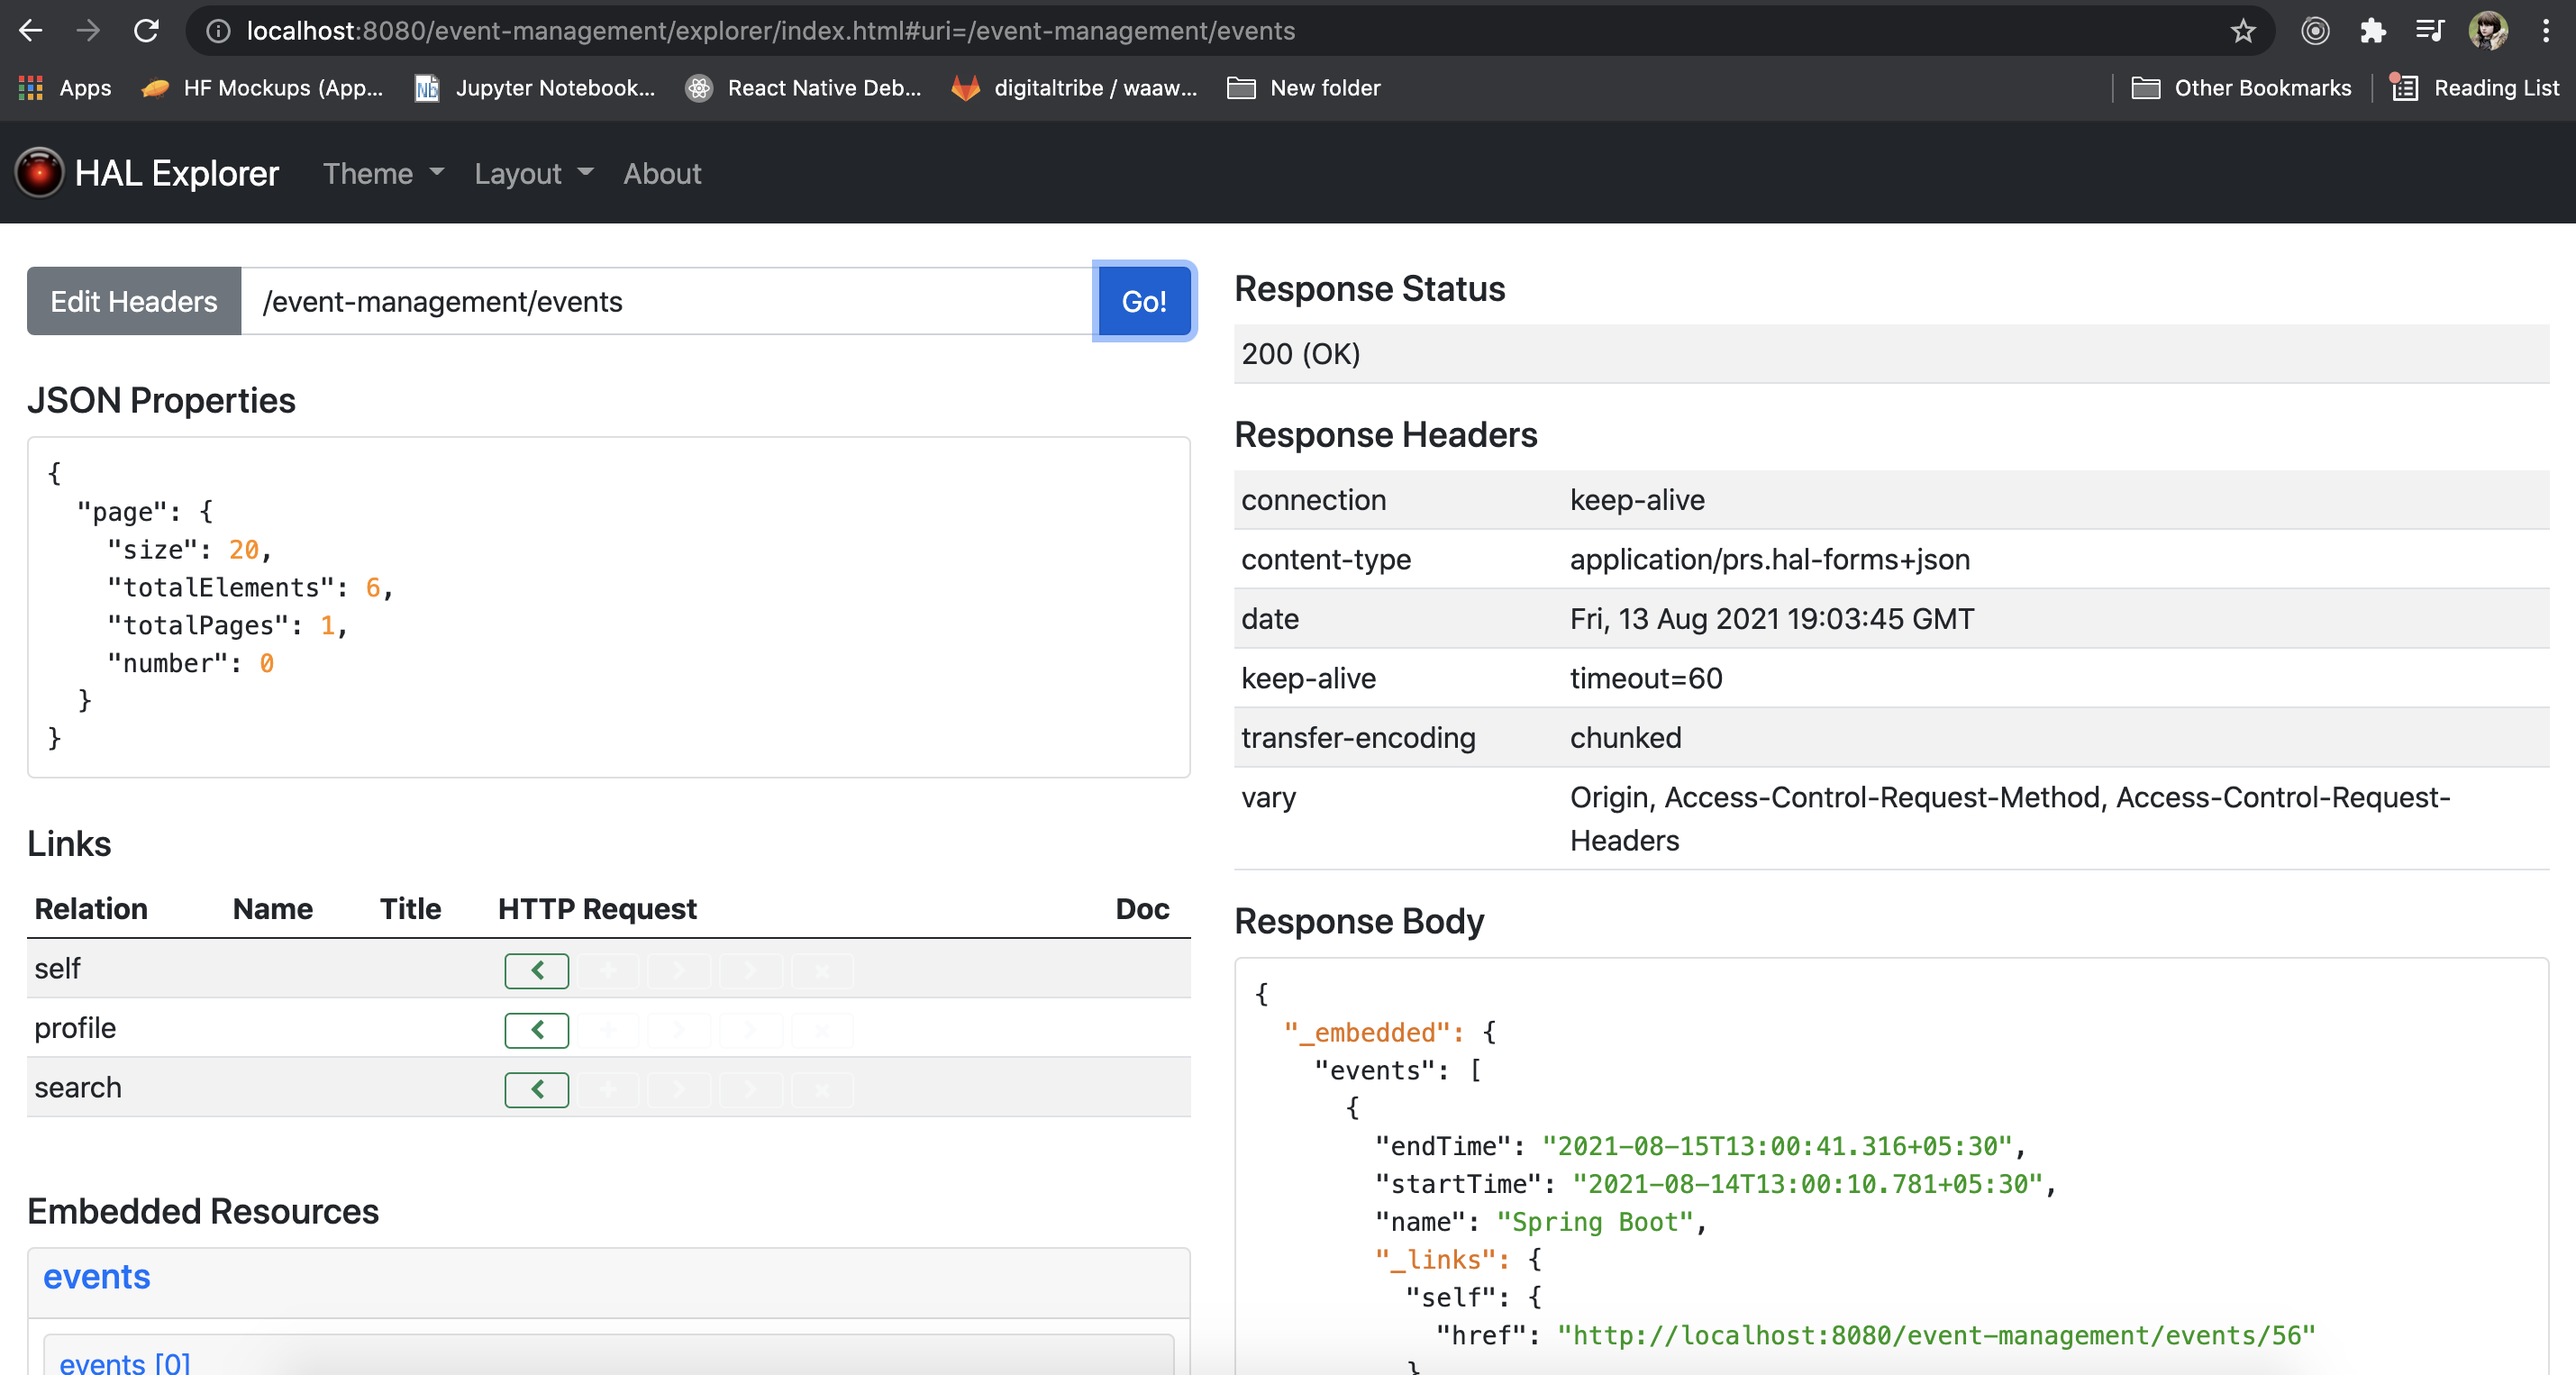 localhost:8080/event-management/explorer/index.html#uri=/event-management/events
Apps
HF Mockups (App...
Nb
Jupyter Notebook...
React Native Deb...
digitaltribe / waaw...
New folder
Other Bookmarks
Reading List
HAL Explorer
Theme
Layout
About
Edit Headers
/event-management/events
Go!
JSON Properties
{
"page": {
"size": 20,
"totalElements": 6,
"totalPages": 1,
"number": 0
}
}
Links
Relation Name Title HTTP Request Doc
self
profile
search
Embedded Resources
events
events [0]
Response Status
200 (OK)
Response Headers
connection keep-alive
content-type application/prs.hal-forms+json
date Fri, 13 Aug 2021 19:03:45 GMT
keep-alive timeout=60
transfer-encoding chunked
vary Origin, Access-Control-Request-Method, Access-Control-Request-
Headers
Response Body
{
"_embedded": {
"events": [
{
"endTime": "2021-08-15T13:00:41.316+05:30",
"startTime": "2021-08-14T13:00:10.781+05:30",
"name": "Spring Boot",
"_links": {
"self": {
"href": "http://localhost:8080/event-management/events/56"
}